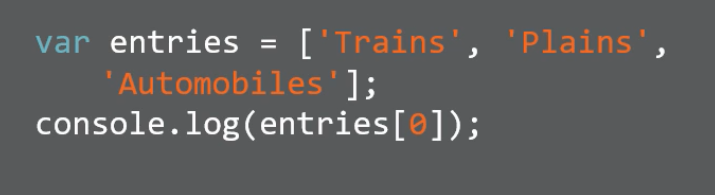 var entries = ['Trains', 'Plains',
'Automobiles'];
console.log(entries[0]);